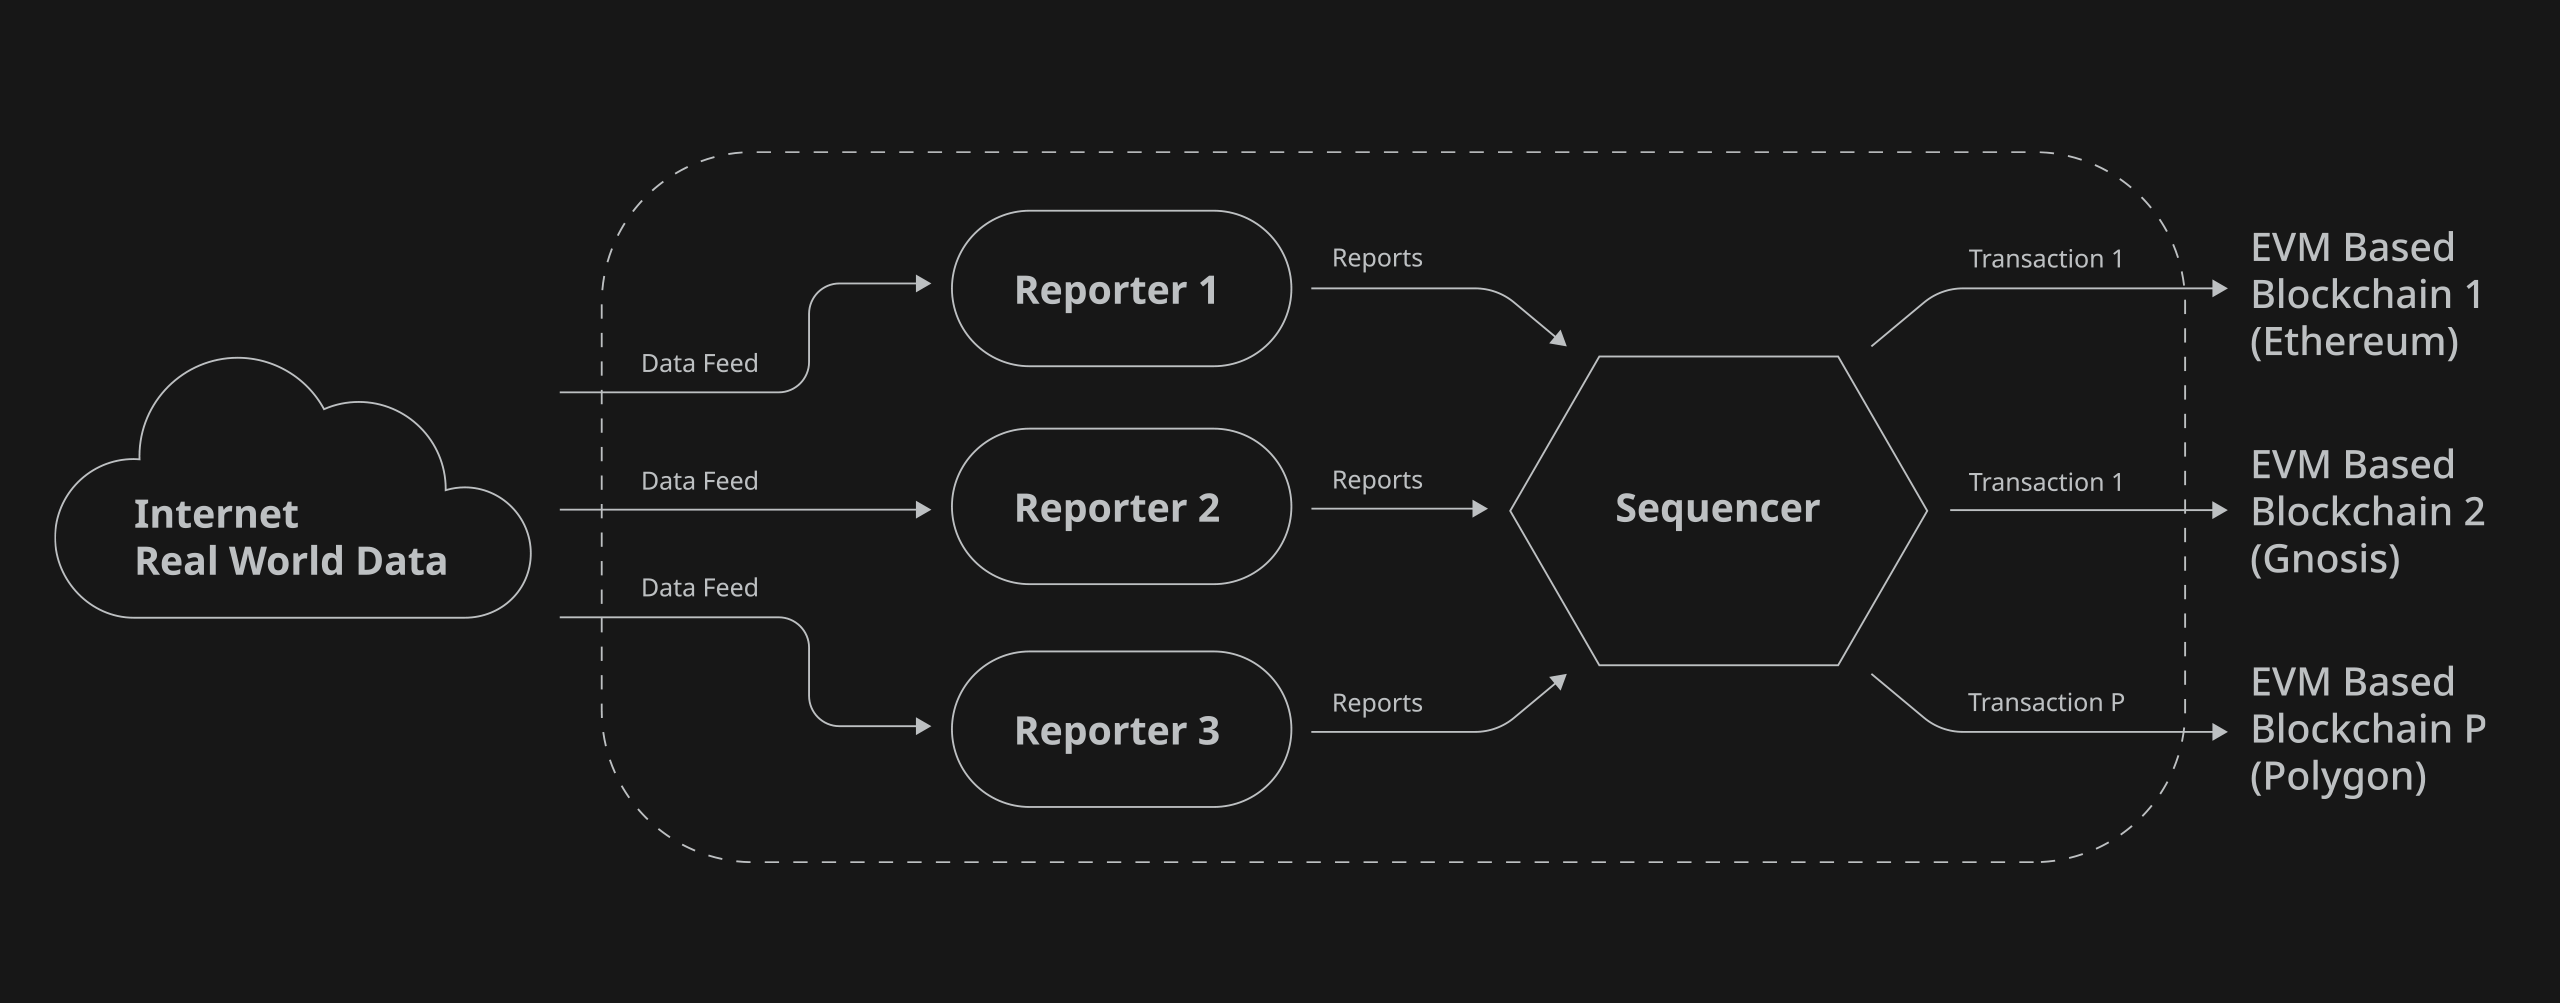 Internet
Real World Data
Data Feed
Data Feed
Data Feed
Reporter 1
Reporter 2
Reporter 3
Reports
Reports
Reports
Sequencer
Transaction 1
Transaction 1
Transaction P
EVM Based
Blockchain 1
(Ethereum)
EVM Based
Blockchain 2
(Gnosis)
EVM Based
Blockchain P
(Polygon)